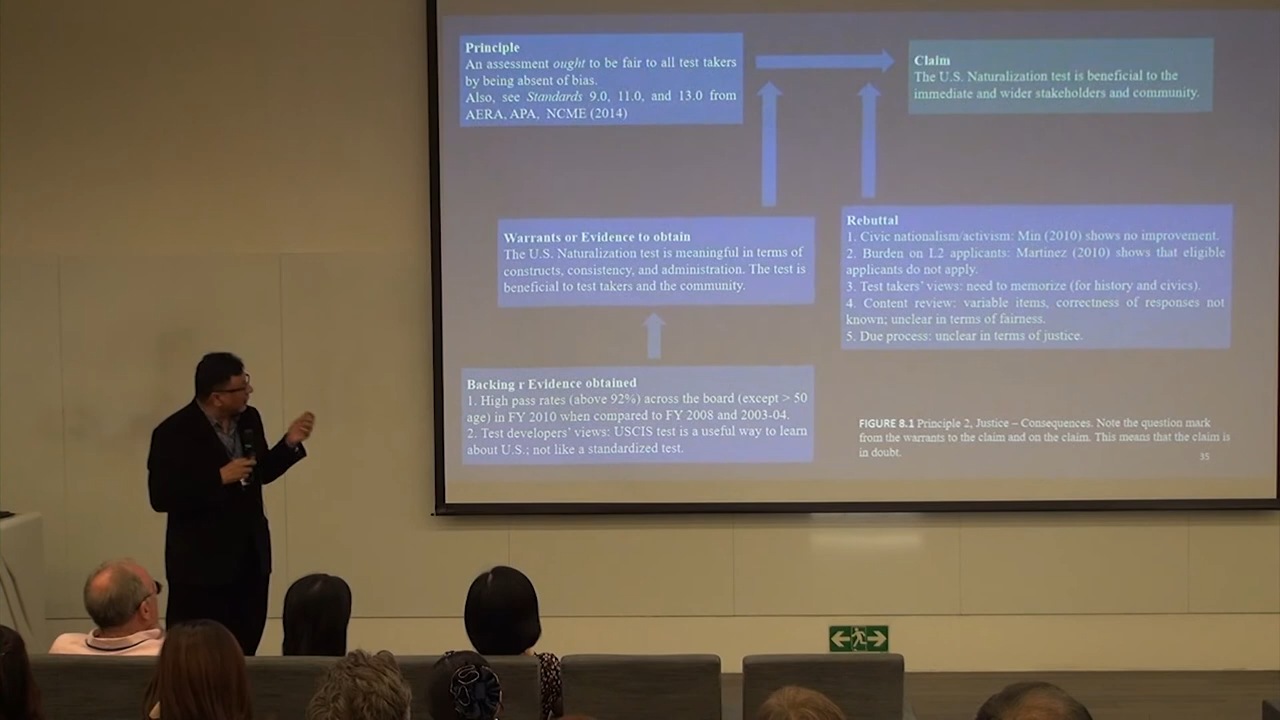 Principle
An assessment ought to be fair to all test takers
by being absent of bias.
Also, see Standards 9.0, 11.0, and 13.0 from
AERA, APA, NCME (2014)
Claim
The U.S. Naturalization test is beneficial to the
immediate and wider stakeholders and community.
Warrants or Evidence to obtain
The U.S. Naturalization test is meaningful in terms of
constructs, consistency, and administration. The test is
beneficial to test takers and the community.
Rebuttal
1. Civic nationalism/activism: Min (2010) shows no improvement.
2. Burden on L2 applicants: Martinez (2010) shows that eligible
applicants do not apply.
3. Test takers' views: need to memorize (for history and civics).
4. Content review: variable items, correctness of responses not
known; unclear in terms of fairness.
5. Due process: unclear in terms of justice.
Backing r Evidence obtained
1. High pass rates (above 92%) across the board (except > 50
age) in FY 2010 when compared to FY 2008 and 2003-04.
2. Test developers' views: USCIS test is a useful way to learn
about U.S.; not like a standardized test.
FIGURE 8.1 Principle 2, Justice – Consequences. Note the question mark
from the warrants to the claim and on the claim. This means that the claim is
in doubt.
35